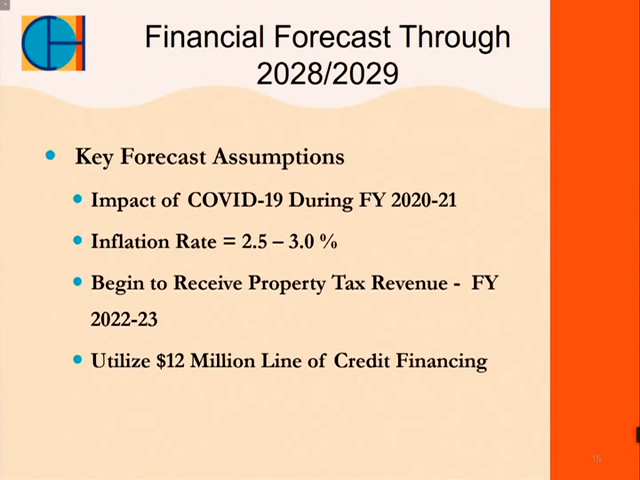 Financial Forecast Through
2028/2029
Key Forecast Assumptions
Impact of COVID-19 During FY 2020-21
Inflation Rate = 2.5 – 3.0 %
Begin to Receive Property Tax Revenue - FY
2022-23
Utilize $12 Million Line of Credit Financing
15